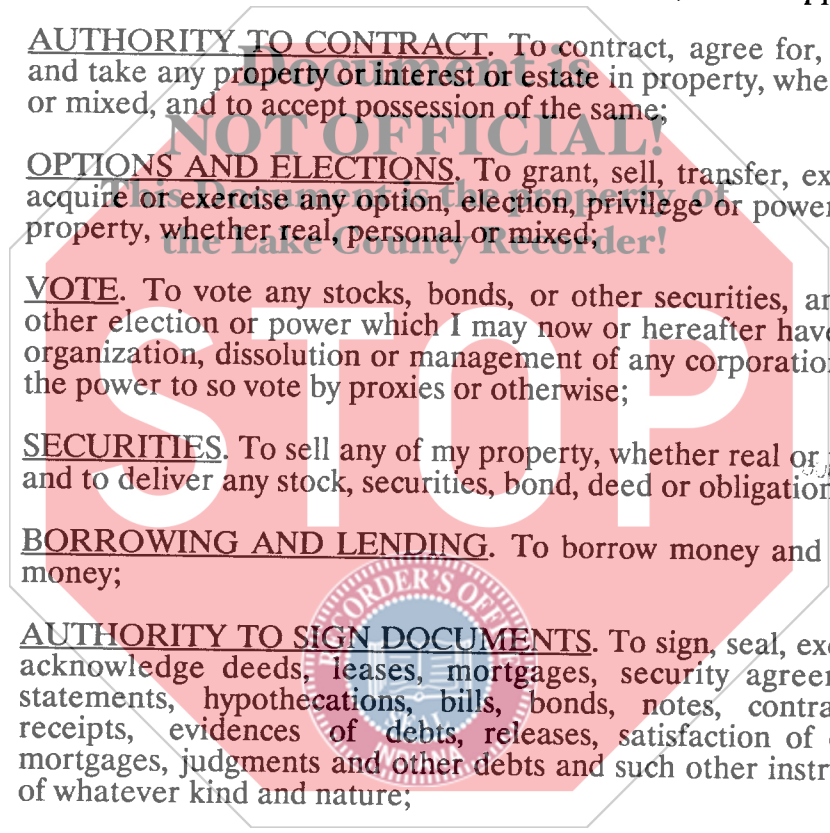 AUTHORITY TO CONTRACT. To contract, agree for,
and take any property or interest or estate in property, whe
or mixed, and to accept possession of the same;
Document is
NOT OFFICIAL!
OPTIONS AND ELECTIONS. To grant, sell, transfer, ex
acquire or exercise any option, election, privilege or power
This Document is the property of
property, whether real, personal or mixed;
the Lake County Recorder!
VOTE. To vote any stocks, bonds, or other securities, an
other election or power which I may now or hereafter have
organization, dissolution or management of any corporation
the power to so vote by proxies or otherwise;
STOP
SECURITIES. To sell any of my property, whether real or
and to deliver any stock, securities, bond, deed or obligation
BORROWING AND LENDING. To borrow money and
money;
RECORDER'S OFFICE
SEAL
INDIANA
AUTHORITY TO SIGN DOCUMENTS. To sign, seal, exe
acknowledge deeds, leases, mortgages, security agreem
statements, hypothecations, bills, bonds, notes, contra
receipts, evidences of debts, releases, satisfaction of
mortgages, judgments and other debts and such other instr
of whatever kind and nature;